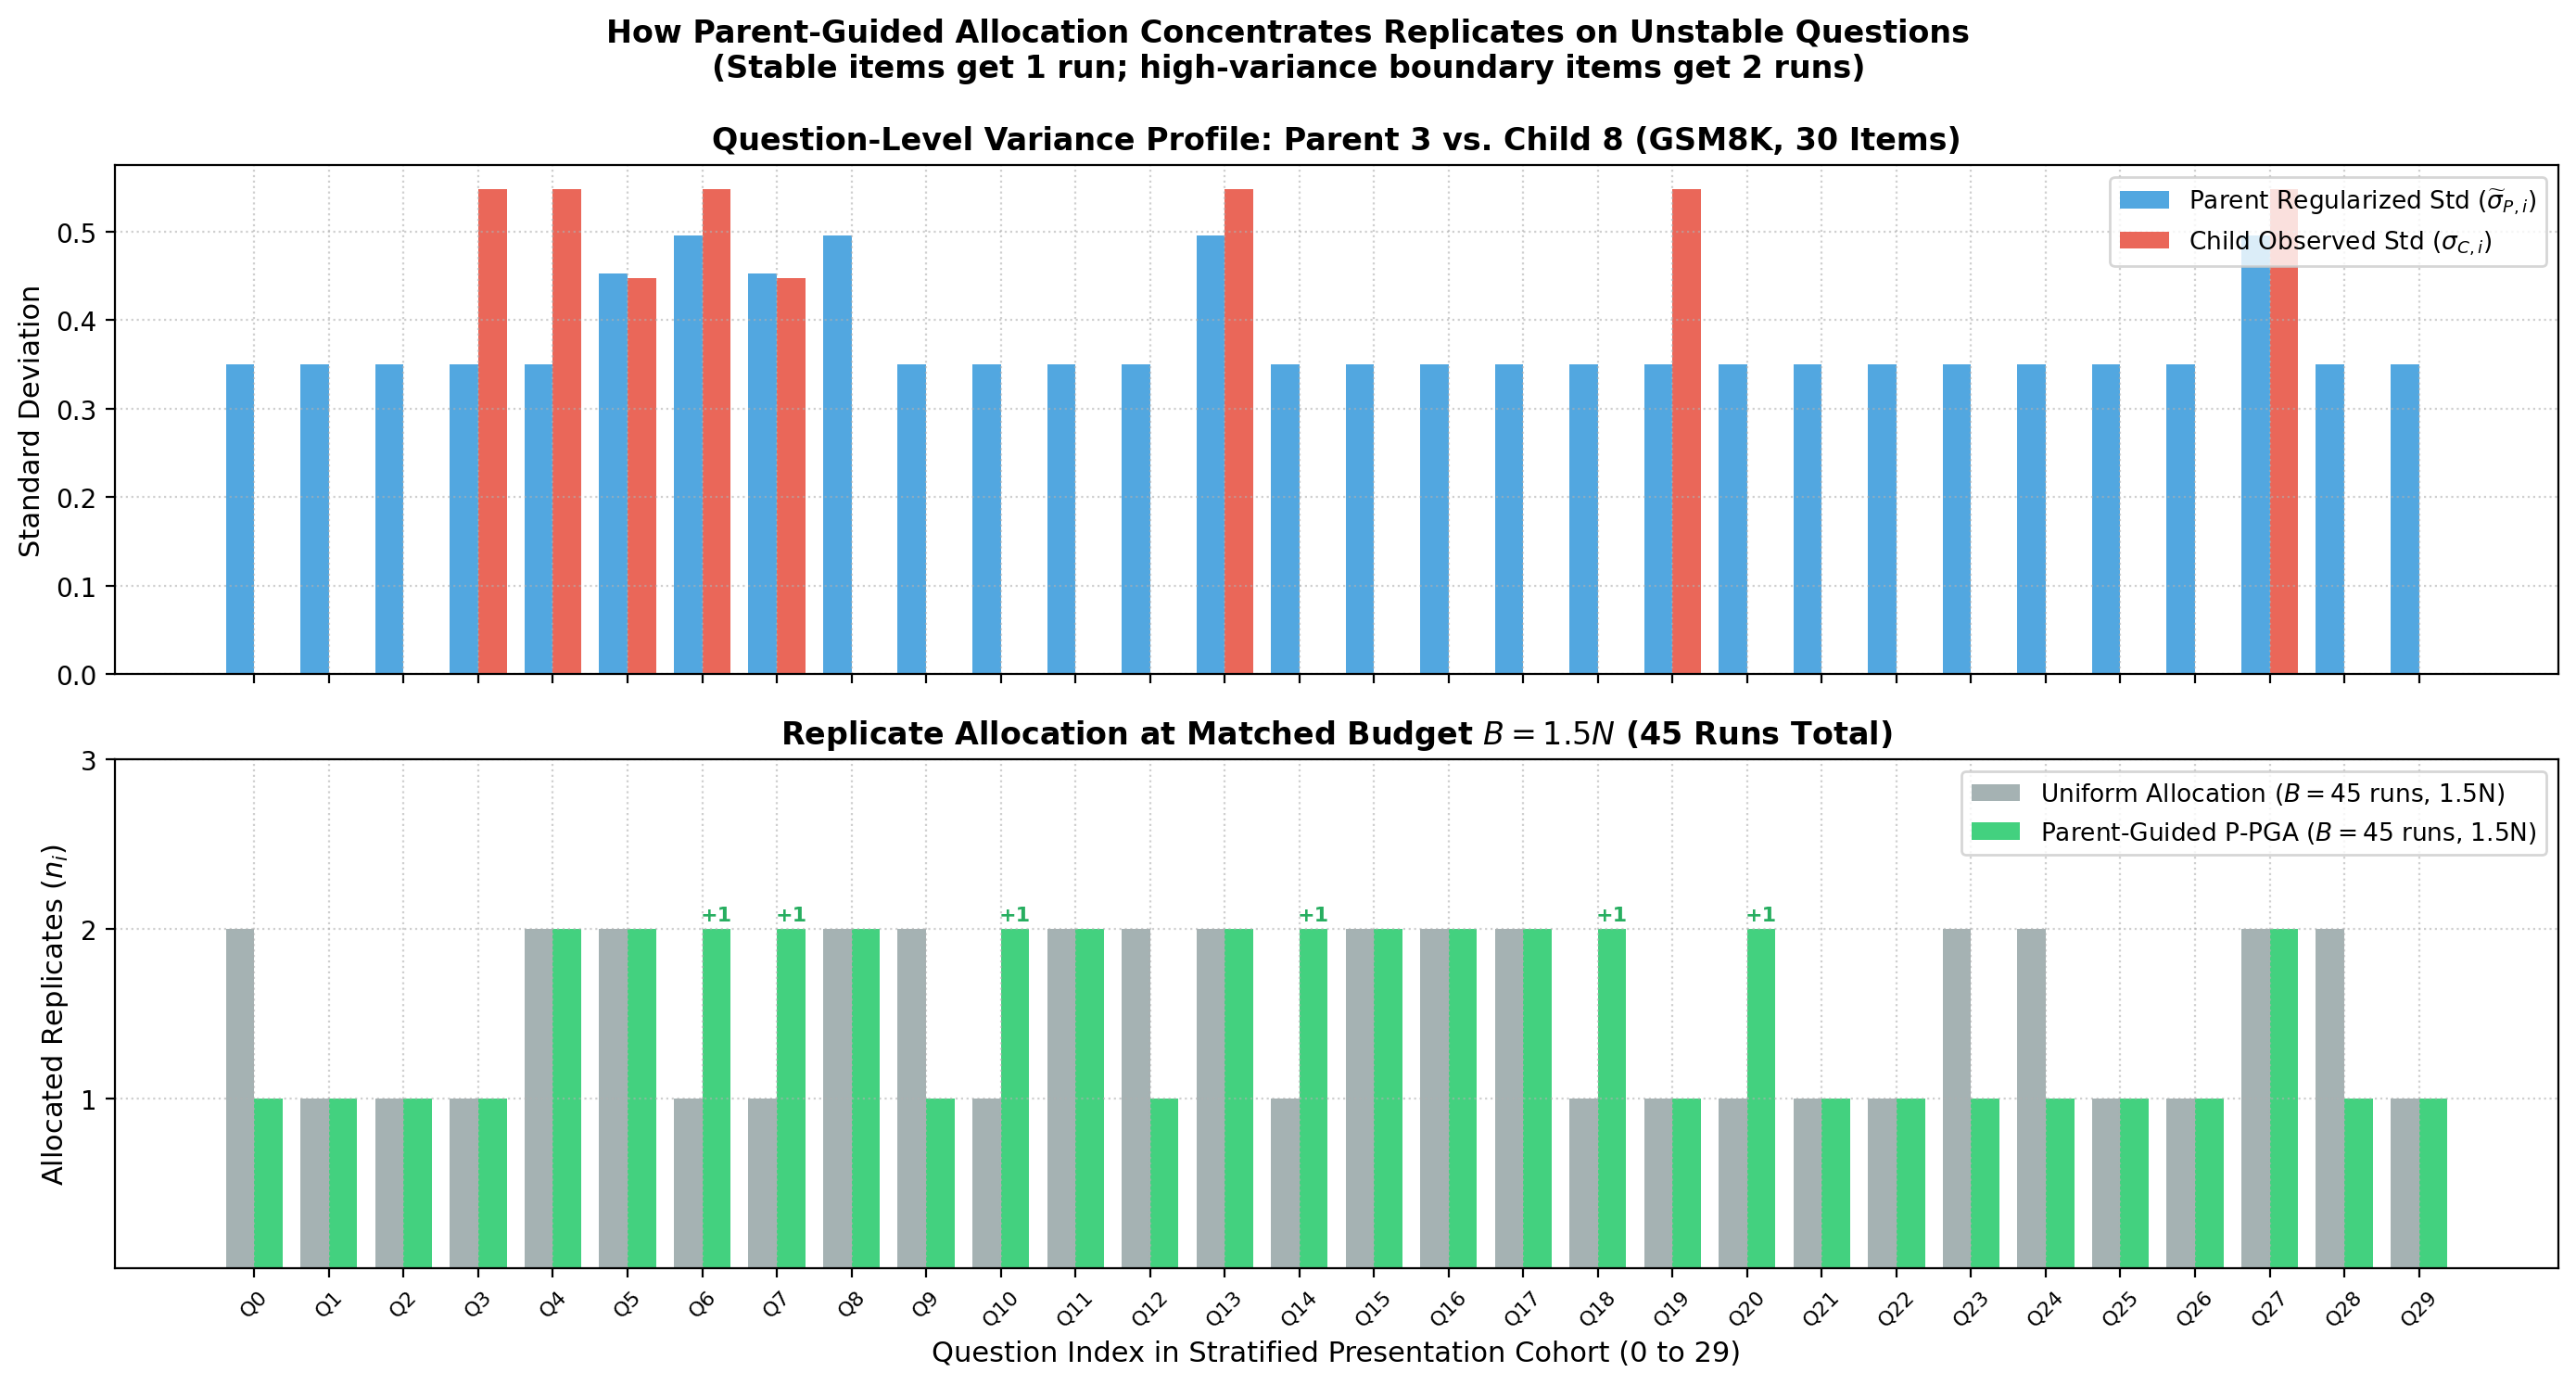 How Parent-Guided Allocation Concentrates Replicates on Unstable Questions
(Stable items get 1 run; high-variance boundary items get 2 runs)
Question-Level Variance Profile: Parent 3 vs. Child 8 (GSM8K, 30 Items)
Standard Deviation
0.5
0.4
0.3
0.2
0.1
0.0
Parent Regularized Std (σ̃P,i)
Child Observed Std (σC,i)
Replicate Allocation at Matched Budget B = 1.5N (45 Runs Total)
Allocated Replicates (ni)
3
2
1
Uniform Allocation (B = 45 runs, 1.5N)
Parent-Guided P-PGA (B = 45 runs, 1.5N)
+1 +1 +1 +1 +1 +1
Q0 Q1 Q2 Q3 Q4 Q5 Q6 Q7 Q8 Q9 Q10 Q11 Q12 Q13 Q14 Q15 Q16 Q17 Q18 Q19 Q20 Q21 Q22 Q23 Q24 Q25 Q26 Q27 Q28 Q29
Question Index in Stratified Presentation Cohort (0 to 29)